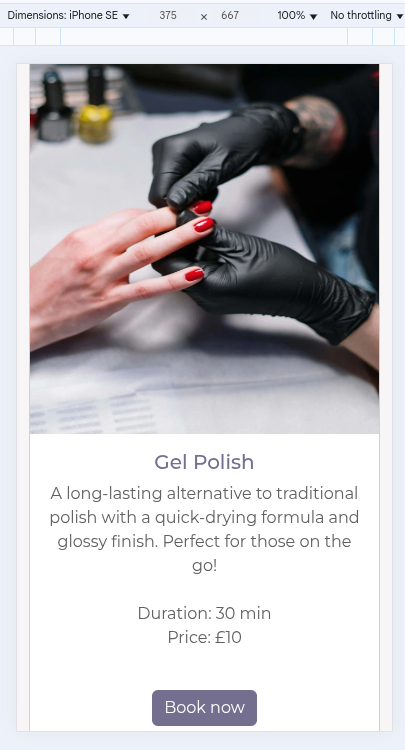 Dimensions: iPhone SE 375 × 667 100% No throttling
Gel Polish
A long-lasting alternative to traditional
polish with a quick-drying formula and
glossy finish. Perfect for those on the
go!
Duration: 30 min
Price: £10
Book now